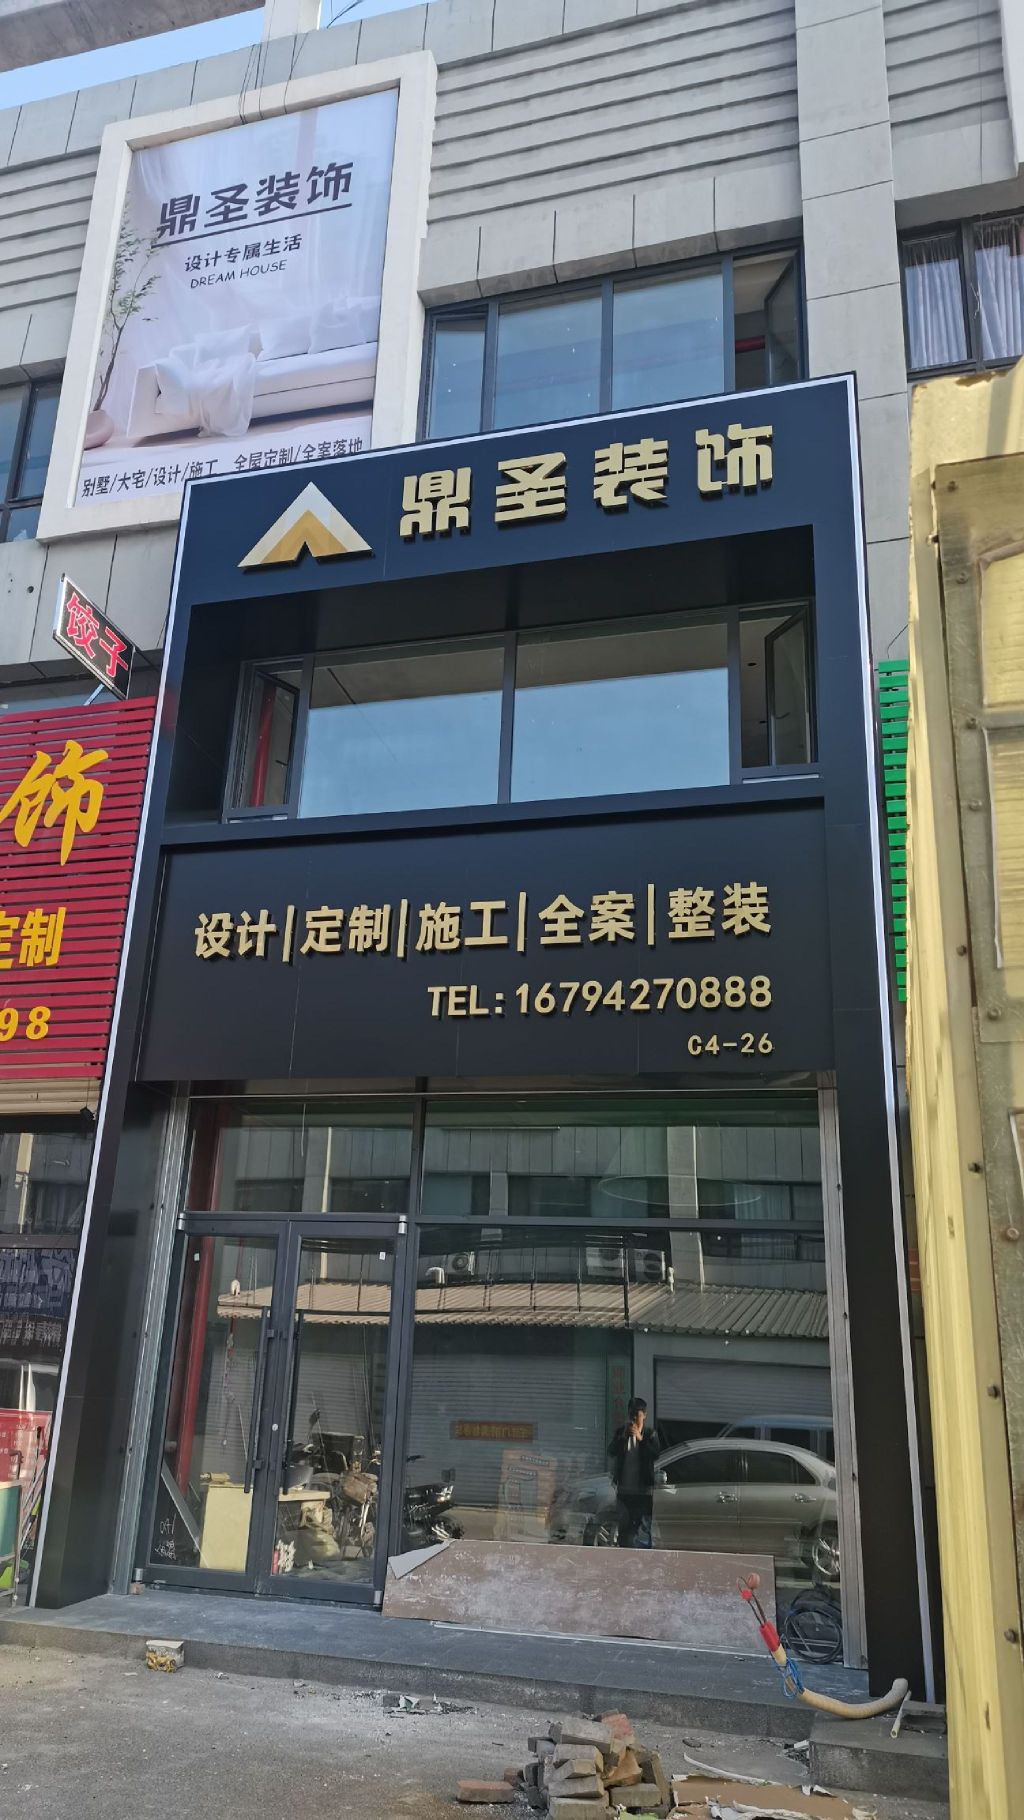 鼎圣装饰
设计专属生活
DREAM HOUSE
别墅/大宅/设计/施工 全屋定制/全案落地
鼎圣装饰
饺子
饰
定制
98
设计|定制|施工|全案|整装
TEL:16794270888
C4-26